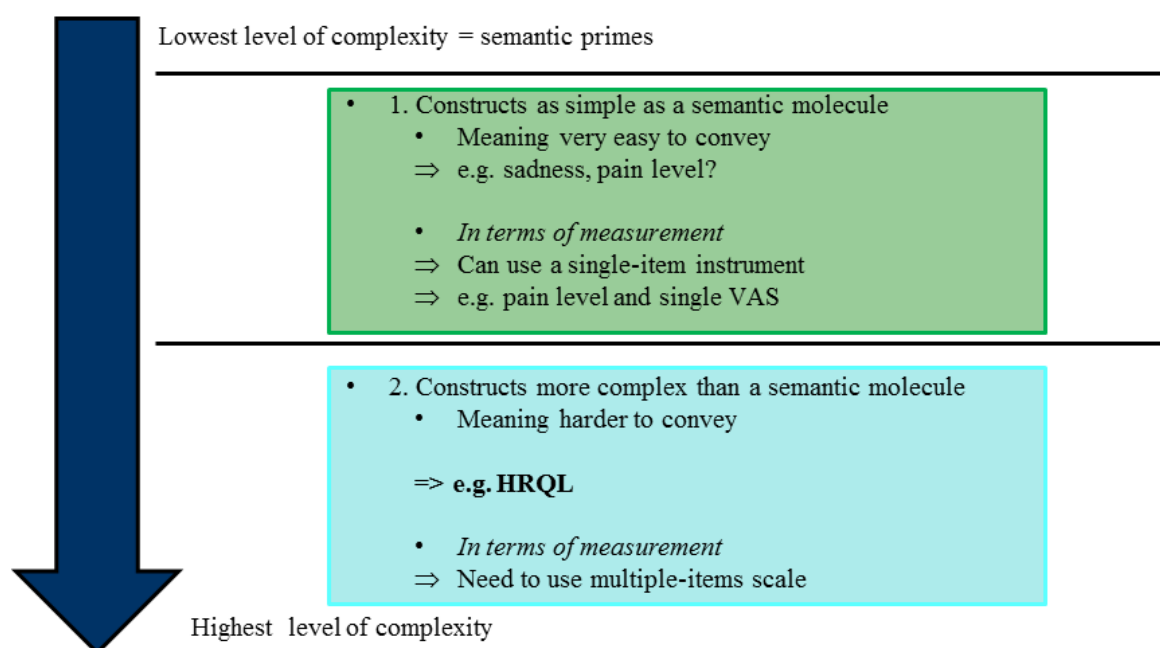 Lowest level of complexity = semantic primes
• 1. Constructs as simple as a semantic molecule
• Meaning very easy to convey
⇒ e.g. sadness, pain level?
• In terms of measurement
⇒ Can use a single-item instrument
⇒ e.g. pain level and single VAS
• 2. Constructs more complex than a semantic molecule
• Meaning harder to convey
=> e.g. HRQL
• In terms of measurement
⇒ Need to use multiple-items scale
Highest level of complexity